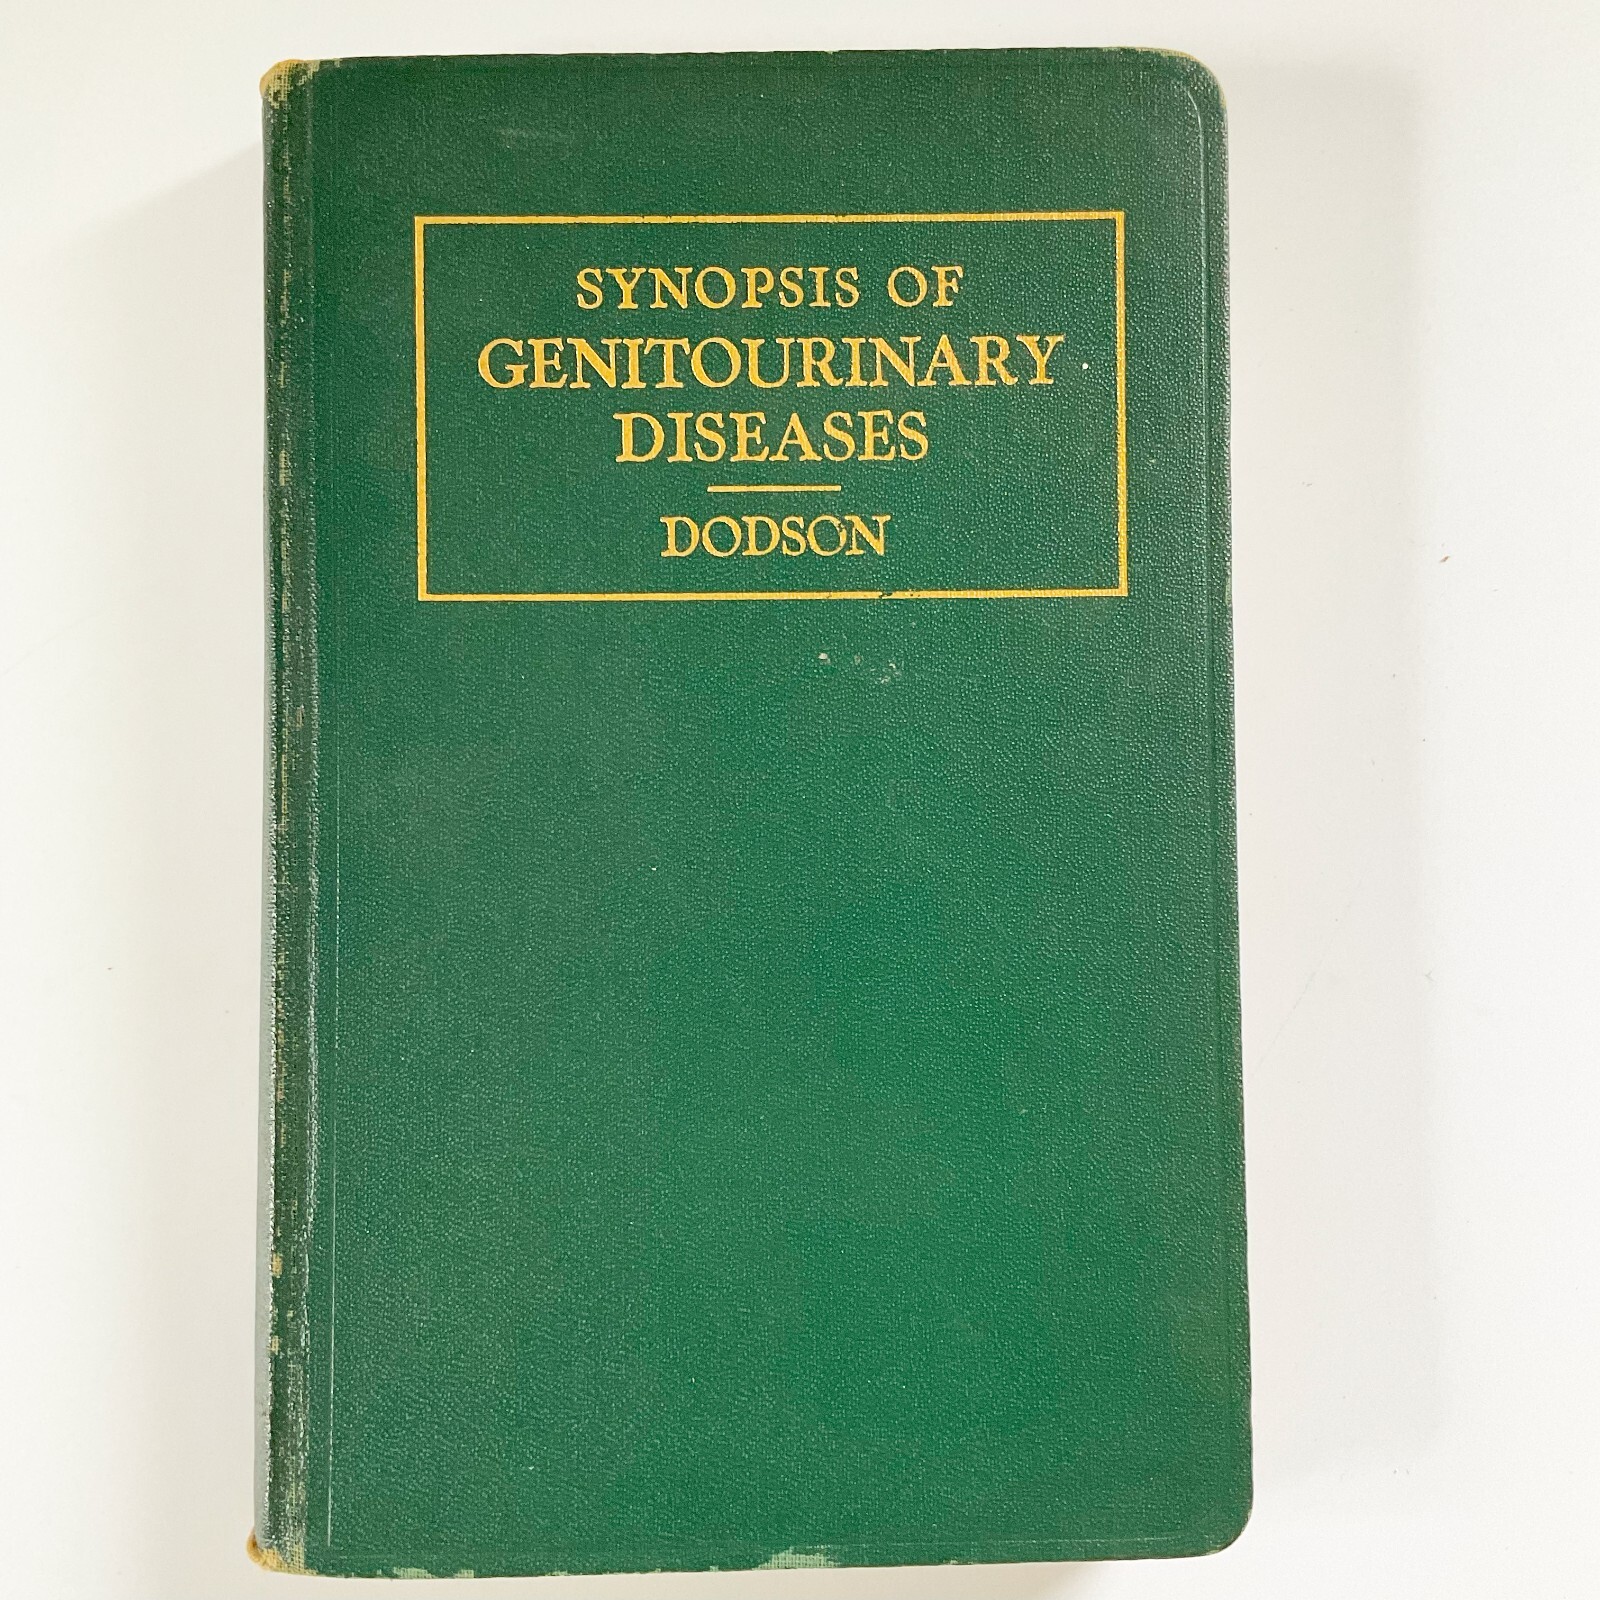 SYNOPSIS OF
GENITOURINARY
DISEASES
DODSON